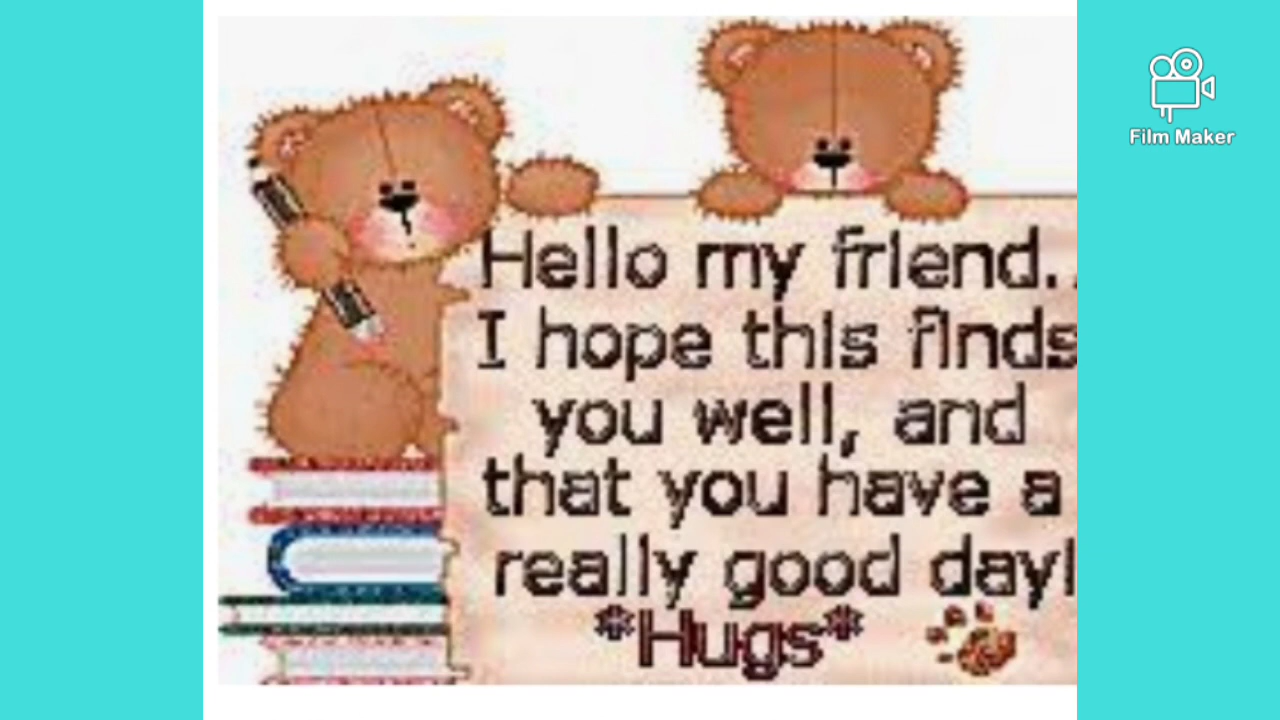 Hello my friend..
I hope this finds
you well, and
that you have a
really good day!
*Hugs*
Film Maker